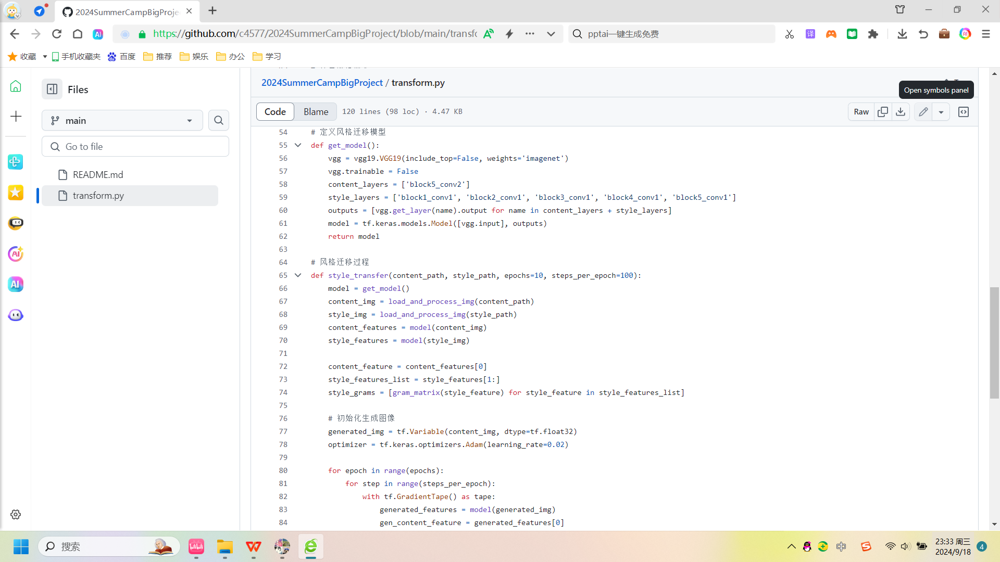 2024SummerCampBigProje
https://github.com/c4577/2024SummerCampBigProject/blob/main/transfo
pptai一键生成免费
收藏 手机收藏夹 百度 推荐 娱乐 办公 学习
Files
main
Go to file
README.md
transform.py
2024SummerCampBigProject / transform.py
Open symbols panel
Code Blame 120 lines (98 loc) · 4.47 KB Raw
54 # 定义风格迁移模型
55 def get_model():
56 vgg = vgg19.VGG19(include_top=False, weights='imagenet')
57 vgg.trainable = False
58 content_layers = ['block5_conv2']
59 style_layers = ['block1_conv1', 'block2_conv1', 'block3_conv1', 'block4_conv1', 'block5_conv1']
60 outputs = [vgg.get_layer(name).output for name in content_layers + style_layers]
61 model = tf.keras.models.Model([vgg.input], outputs)
62 return model
63
64 # 风格迁移过程
65 def style_transfer(content_path, style_path, epochs=10, steps_per_epoch=100):
66 model = get_model()
67 content_img = load_and_process_img(content_path)
68 style_img = load_and_process_img(style_path)
69 content_features = model(content_img)
70 style_features = model(style_img)
71
72 content_feature = content_features[0]
73 style_features_list = style_features[1:]
74 style_grams = [gram_matrix(style_feature) for style_feature in style_features_list]
75
76 # 初始化生成图像
77 generated_img = tf.Variable(content_img, dtype=tf.float32)
78 optimizer = tf.keras.optimizers.Adam(learning_rate=0.02)
79
80 for epoch in range(epochs):
81 for step in range(steps_per_epoch):
82 with tf.GradientTape() as tape:
83 generated_features = model(generated_img)
84 gen_content_feature = generated_features[0]
搜索
中
23:33 周三
2024/9/18
4